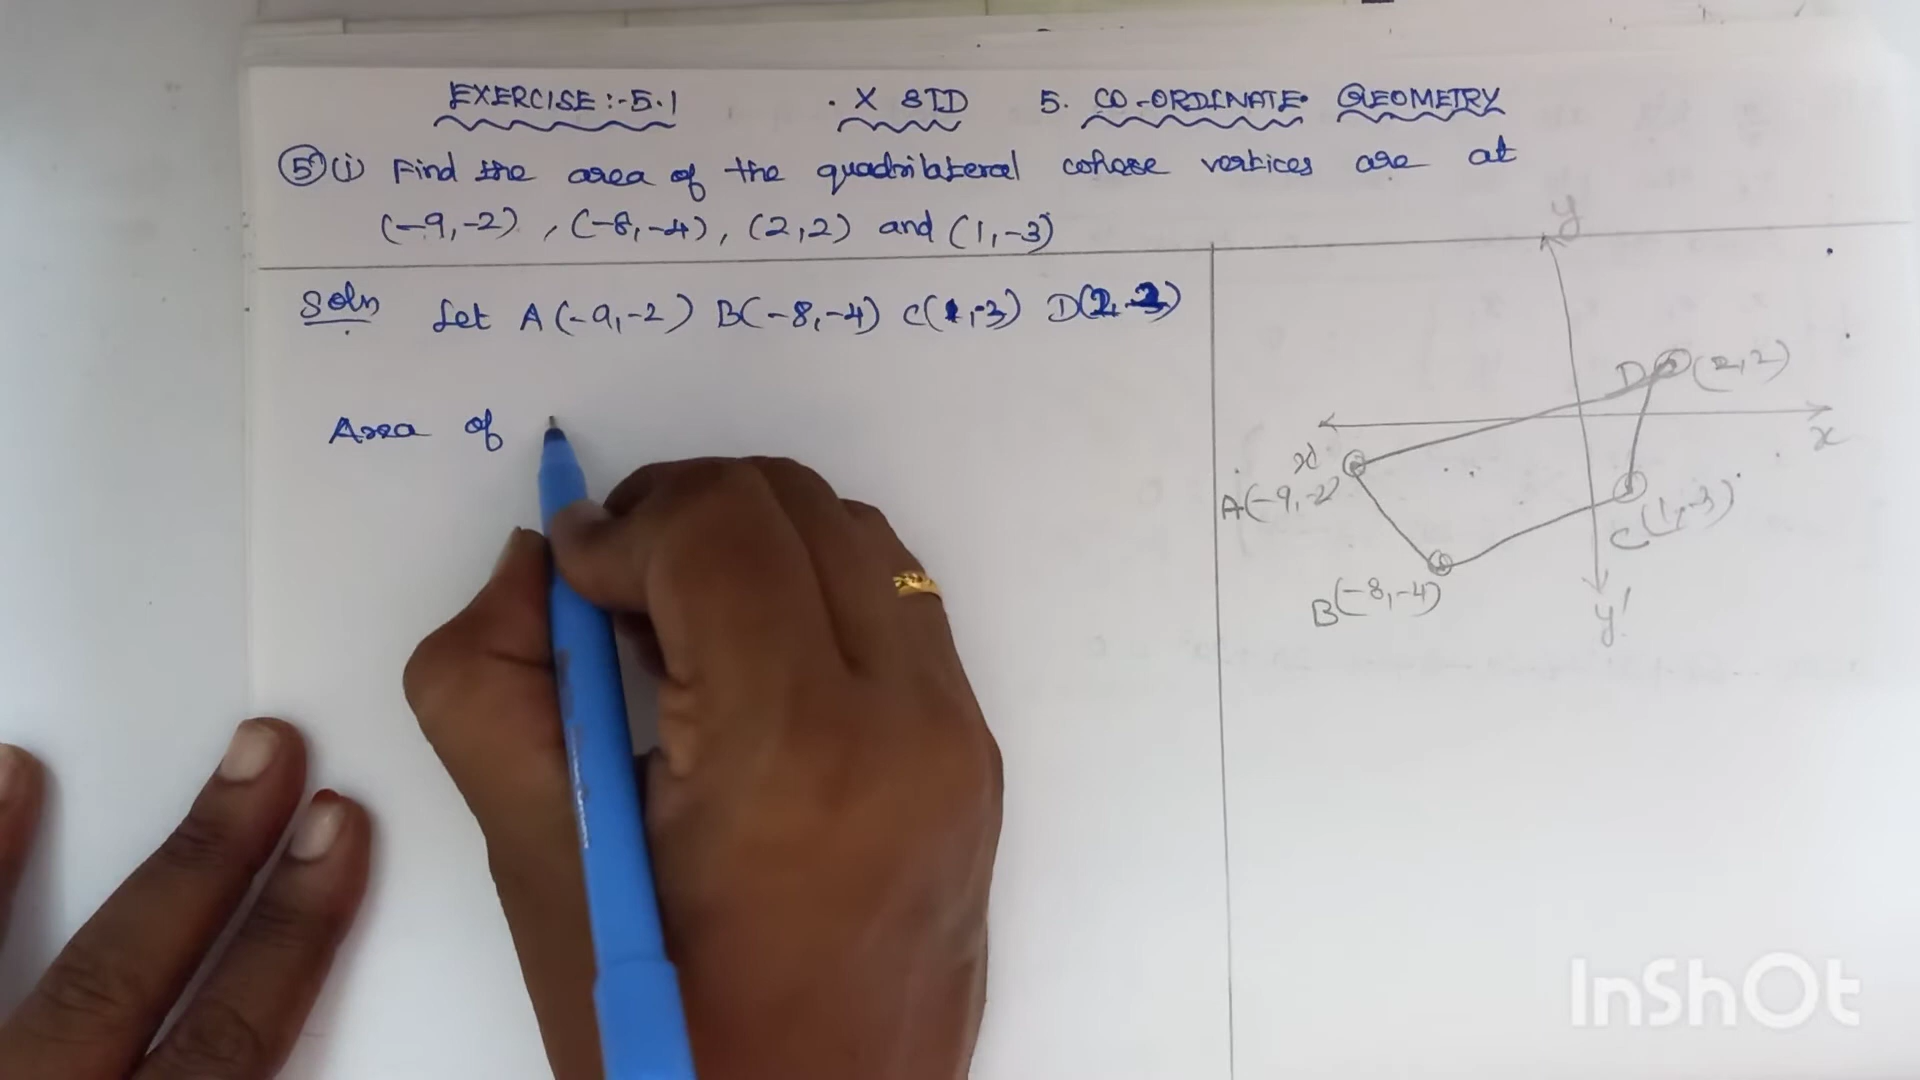 EXERCISE :- 5.1 X STD 5. CO-ORDINATE GEOMETRY
5 (i) Find the area of the quadrilateral whose vertices are at
(-9,-2), (-8,-4), (2,2) and (1,-3)
Soln Let A(-9,-2) B(-8,-4) C(1,-3) D(2,2)
Area of
y
D (2,2)
x
x'
A(-9,-2)
C(1,-3)
B(-8,-4)
y'
InShOt